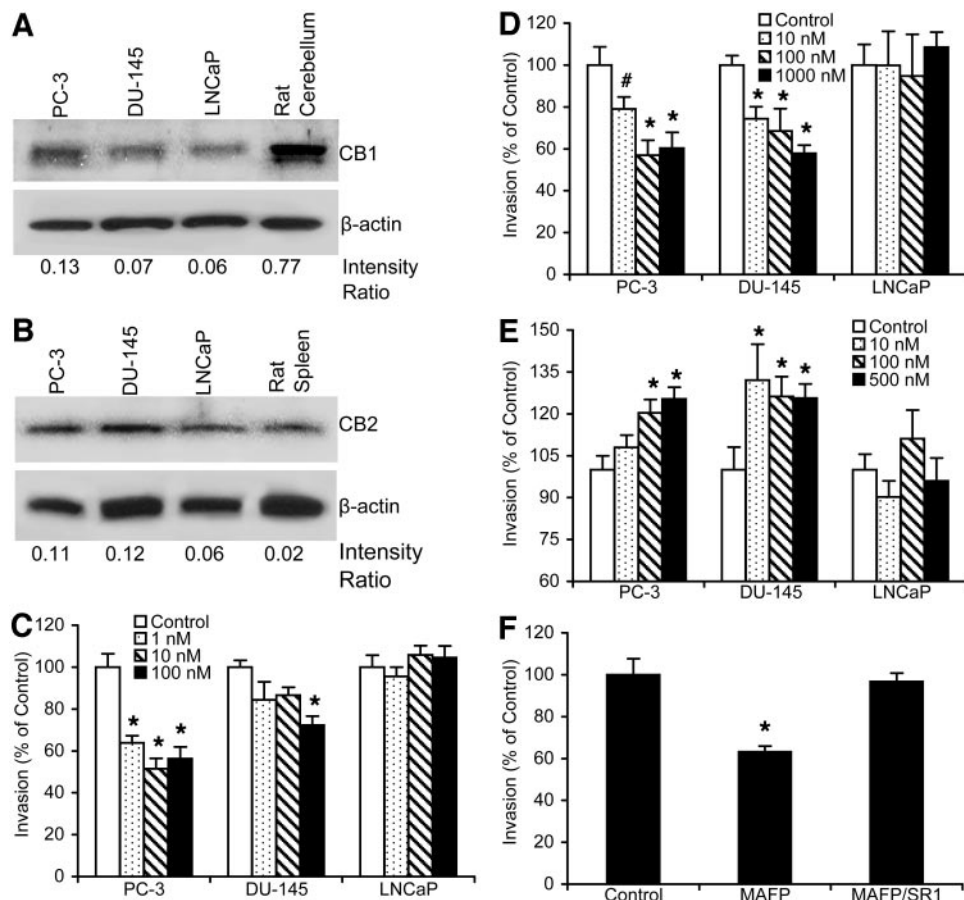 A
PC-3
DU-145
LNCaP
Rat
Cerebellum
CB1
β-actin
0.13 0.07 0.06 0.77 Intensity
Ratio
B
PC-3
DU-145
LNCaP
Rat
Spleen
CB2
β-actin
0.11 0.12 0.06 0.02 Intensity
Ratio
C
Invasion (% of Control)
120
100
80
60
40
20
0
Control
1 nM
10 nM
100 nM
* * *
*
PC-3 DU-145 LNCaP
D
Invasion (% of Control)
120
100
80
60
40
20
0
Control
10 nM
100 nM
1000 nM
# * *
* * *
PC-3 DU-145 LNCaP
E
Invasion (% of Control)
150
135
120
105
90
75
60
Control
10 nM
100 nM
500 nM
* *
* * *
PC-3 DU-145 LNCaP
F
Invasion (% of Control)
120
100
80
60
40
20
0
*
Control MAFP MAFP/SR1